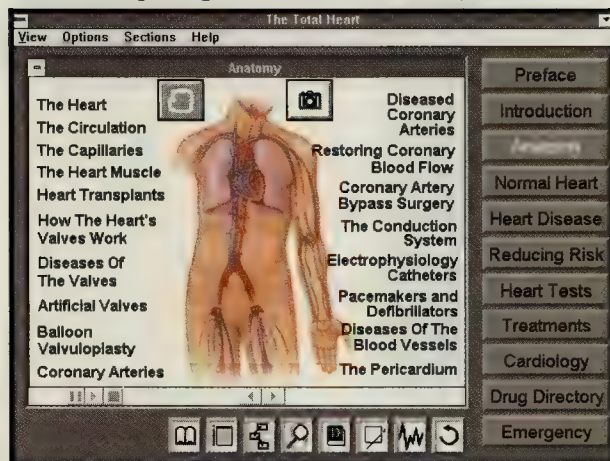 The Total Heart
View Options Sections Help
Anatomy
The Heart
The Circulation
The Capillaries
The Heart Muscle
Heart Transplants
How The Heart's
Valves Work
Diseases Of
The Valves
Artificial Valves
Balloon
Valvuloplasty
Coronary Arteries
Diseased
Coronary
Arteries
Restoring Coronary
Blood Flow
Coronary Artery
Bypass Surgery
The Conduction
System
Electrophysiology
Catheters
Pacemakers and
Defibrillators
Diseases Of The
Blood Vessels
The Pericardium
Preface
Introduction
Anatomy
Normal Heart
Heart Disease
Reducing Risk
Heart Tests
Treatments
Cardiology
Drug Directory
Emergency